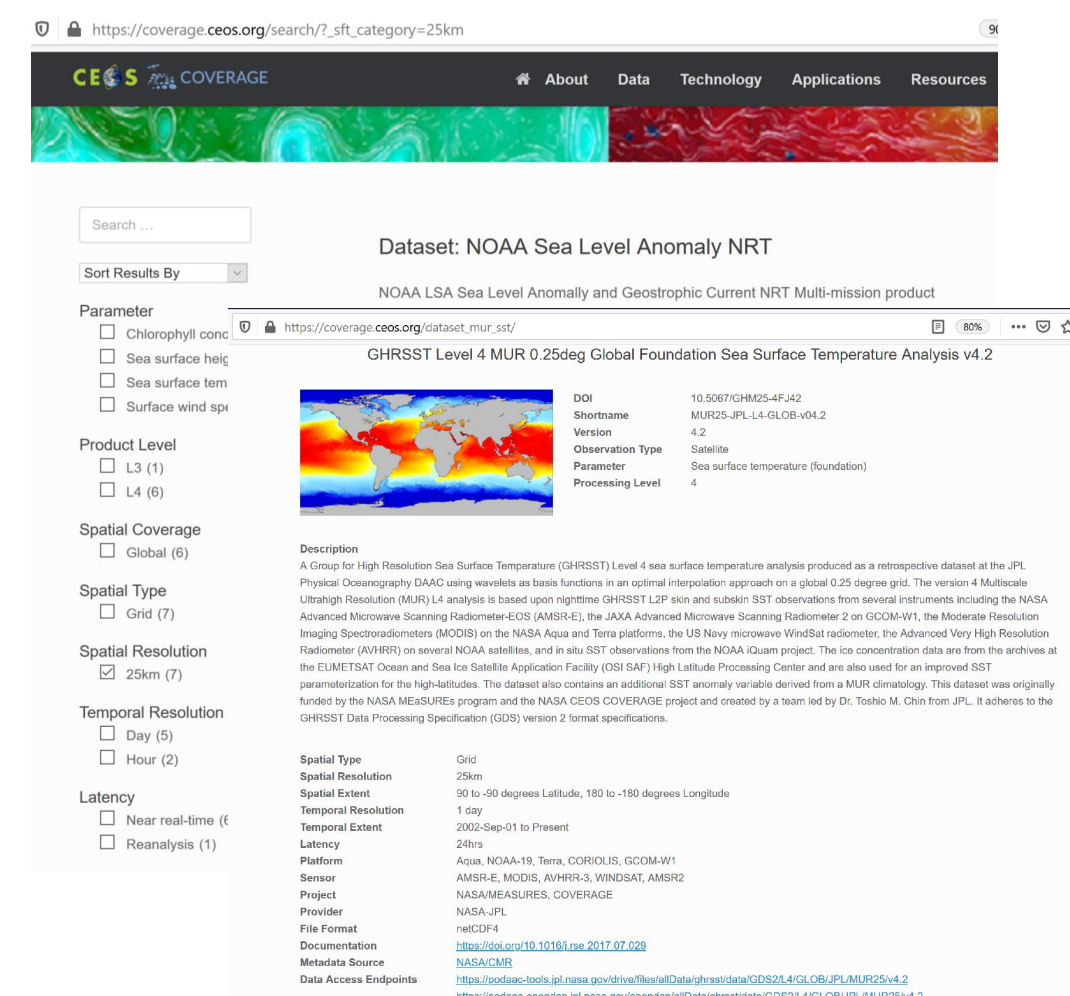 https://coverage.ceos.org/search/?_sft_category=25km
CEOS COVERAGE
About Data Technology Applications Resources
Search ...
Sort Results By
Dataset: NOAA Sea Level Anomaly NRT
NOAA LSA Sea Level Anomally and Geostrophic Current NRT Multi-mission product
Parameter
Chlorophyll conc
Sea surface heig
Sea surface tem
Surface wind spe
Product Level
L3 (1)
L4 (6)
Spatial Coverage
Global (6)
Spatial Type
Grid (7)
Spatial Resolution
25km (7)
Temporal Resolution
Day (5)
Hour (2)
Latency
Near real-time (6
Reanalysis (1)
https://coverage.ceos.org/dataset_mur_sst/
80%
GHRSST Level 4 MUR 0.25deg Global Foundation Sea Surface Temperature Analysis v4.2
DOI 10.5067/GHM25-4FJ42
Shortname MUR25-JPL-L4-GLOB-v04.2
Version 4.2
Observation Type Satellite
Parameter Sea surface temperature (foundation)
Processing Level 4
Description
A Group for High Resolution Sea Surface Temperature (GHRSST) Level 4 sea surface temperature analysis produced as a retrospective dataset at the JPL
Physical Oceanography DAAC using wavelets as basis functions in an optimal interpolation approach on a global 0.25 degree grid. The version 4 Multiscale
Ultrahigh Resolution (MUR) L4 analysis is based upon nighttime GHRSST L2P skin and subskin SST observations from several instruments including the NASA
Advanced Microwave Scanning Radiometer-EOS (AMSR-E), the JAXA Advanced Microwave Scanning Radiometer 2 on GCOM-W1, the Moderate Resolution
Imaging Spectroradiometers (MODIS) on the NASA Aqua and Terra platforms, the US Navy microwave WindSat radiometer, the Advanced Very High Resolution
Radiometer (AVHRR) on several NOAA satellites, and in situ SST observations from the NOAA iQuam project. The ice concentration data are from the archives at
the EUMETSAT Ocean and Sea Ice Satellite Application Facility (OSI SAF) High Latitude Processing Center and are also used for an improved SST
parameterization for the high-latitudes. The dataset also contains an additional SST anomaly variable derived from a MUR climatology. This dataset was originally
funded by the NASA MEaSUREs program and the NASA CEOS COVERAGE project and created by a team led by Dr. Toshio M. Chin from JPL. It adheres to the
GHRSST Data Processing Specification (GDS) version 2 format specifications.
Spatial Type Grid
Spatial Resolution 25km
Spatial Extent 90 to -90 degrees Latitude, 180 to -180 degrees Longitude
Temporal Resolution 1 day
Temporal Extent 2002-Sep-01 to Present
Latency 24hrs
Platform Aqua, NOAA-19, Terra, CORIOLIS, GCOM-W1
Sensor AMSR-E, MODIS, AVHRR-3, WINDSAT, AMSR2
Project NASA/MEASURES, COVERAGE
Provider NASA-JPL
File Format netCDF4
Documentation https://doi.org/10.1016/j.rse.2017.07.029
Metadata Source NASA/CMR
Data Access Endpoints https://podaac-tools.jpl.nasa.gov/drive/files/allData/ghrsst/data/GDS2/L4/GLOB/JPL/MUR25/v4.2